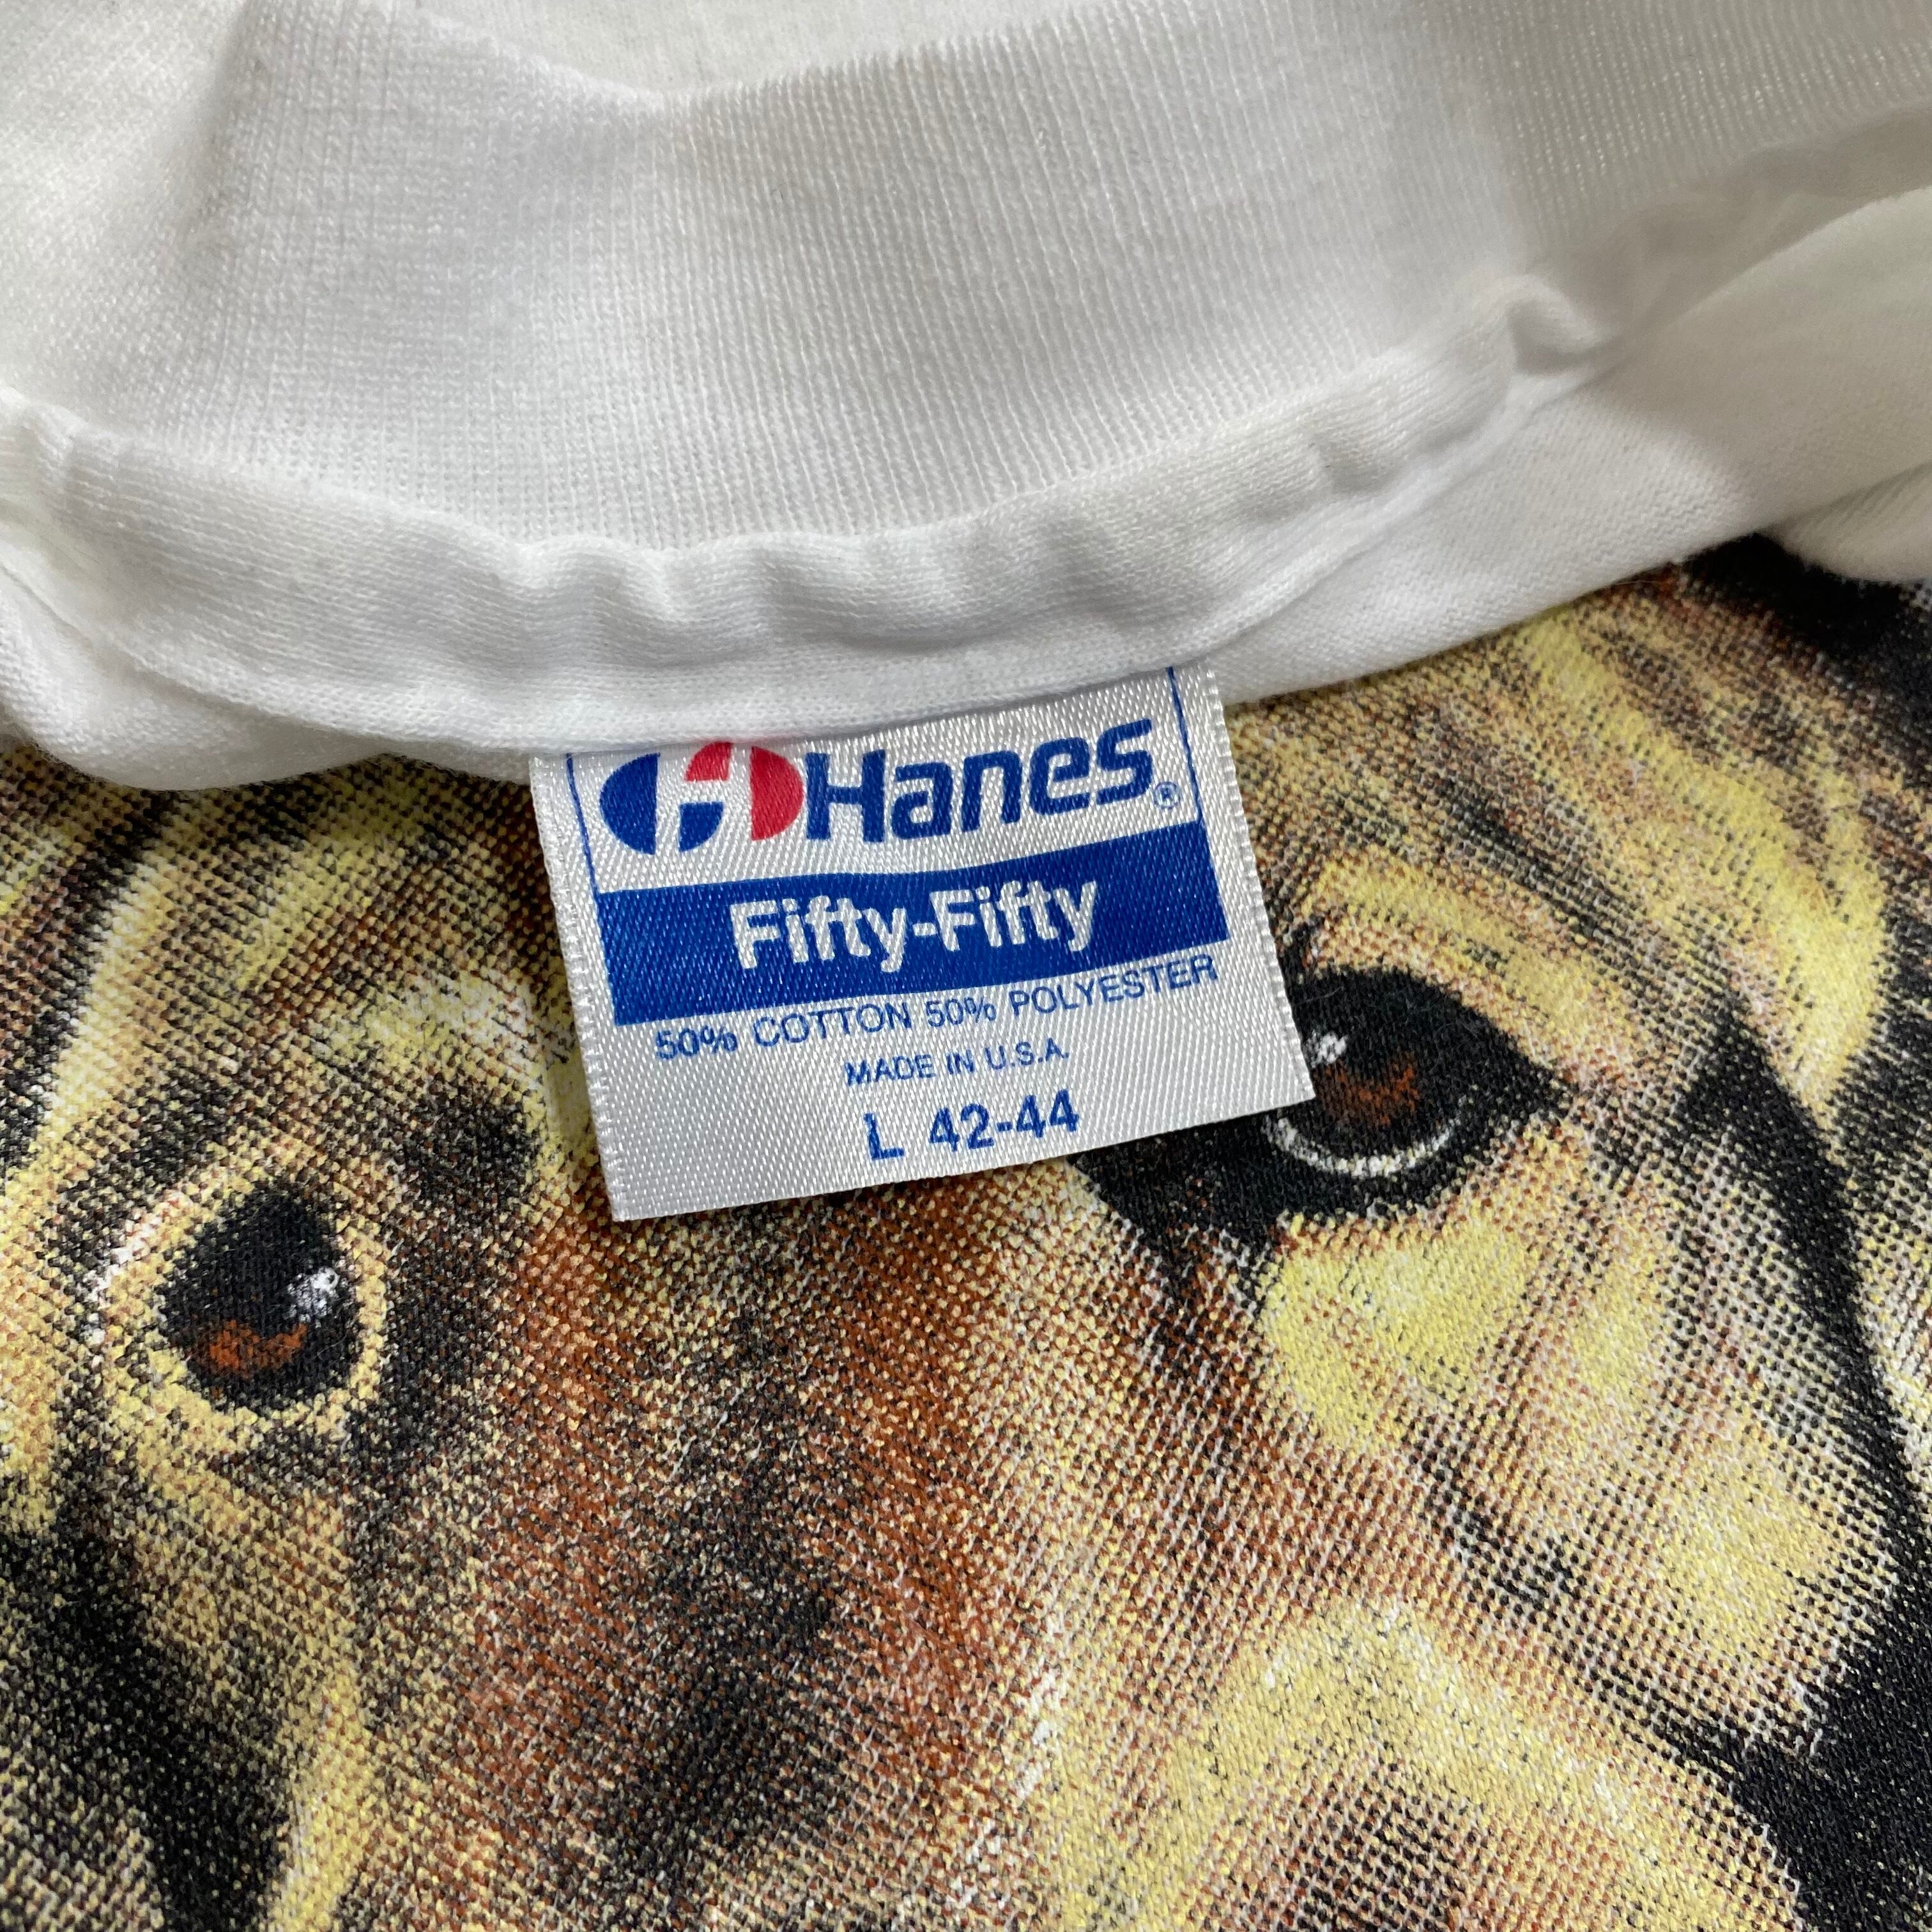 Hanes®
Fifty-Fifty
50% COTTON 50% POLYESTER
MADE IN U.S.A.
L 42-44